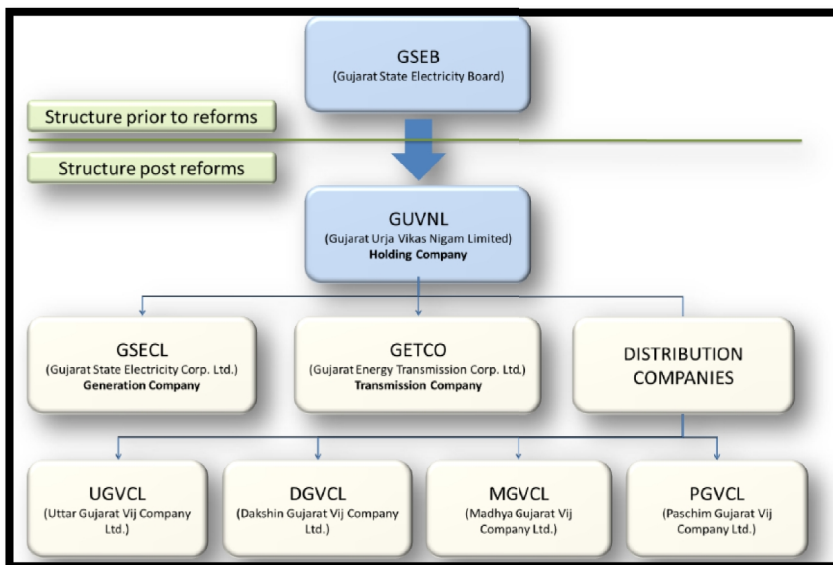 GSEB
(Gujarat State Electricity Board)
Structure prior to reforms
Structure post reforms
GUVNL
(Gujarat Urja Vikas Nigam Limited)
Holding Company
GSECL
(Gujarat State Electricity Corp. Ltd.)
Generation Company
GETCO
(Gujarat Energy Transmission Corp. Ltd.)
Transmission Company
DISTRIBUTION
COMPANIES
UGVCL
(Uttar Gujarat Vij Company
Ltd.)
DGVCL
(Dakshin Gujarat Vij Company
Ltd.)
MGVCL
(Madhya Gujarat Vij
Company Ltd.)
PGVCL
(Paschim Gujarat Vij
Company Ltd.)